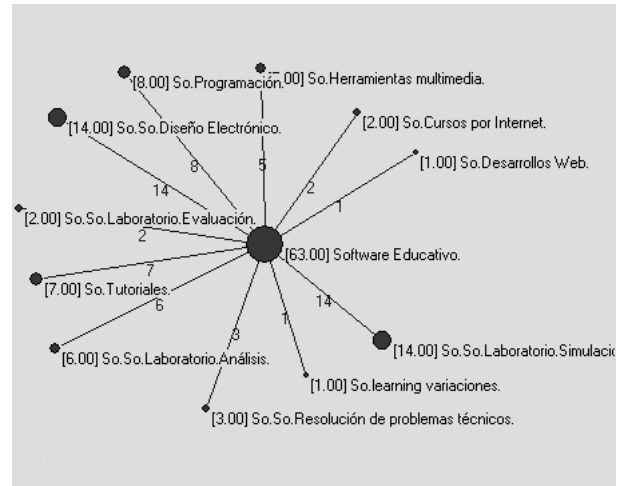 [8.00] So.Programación.
.00] So.Herramientas multimedia.
[14.00] So.So.Diseño Electrónico.
[2.00] So.Cursos por Internet.
[1.00] So.Desarrollos Web.
8
5
14
2
1
[2.00] So.So.Laboratorio.Evaluación.
2
[63.00] Software Educativo.
7
[7.00] So.Tutoriales.
6
14
1
3
[6.00] So.So.Laboratorio.Análisis.
[14.00] So.So.Laboratorio.Simulacio
[1.00] So.learning variaciones.
[3.00] So.So.Resolución de problemas técnicos.